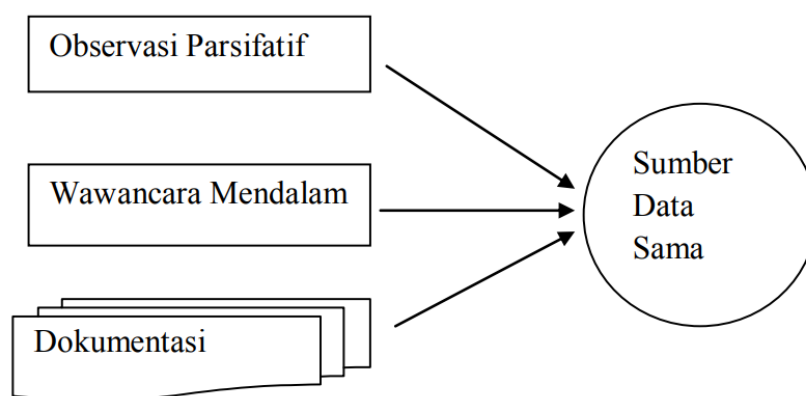 Observasi Parsifatif
Wawancara Mendalam
Dokumentasi
Sumber
Data
Sama